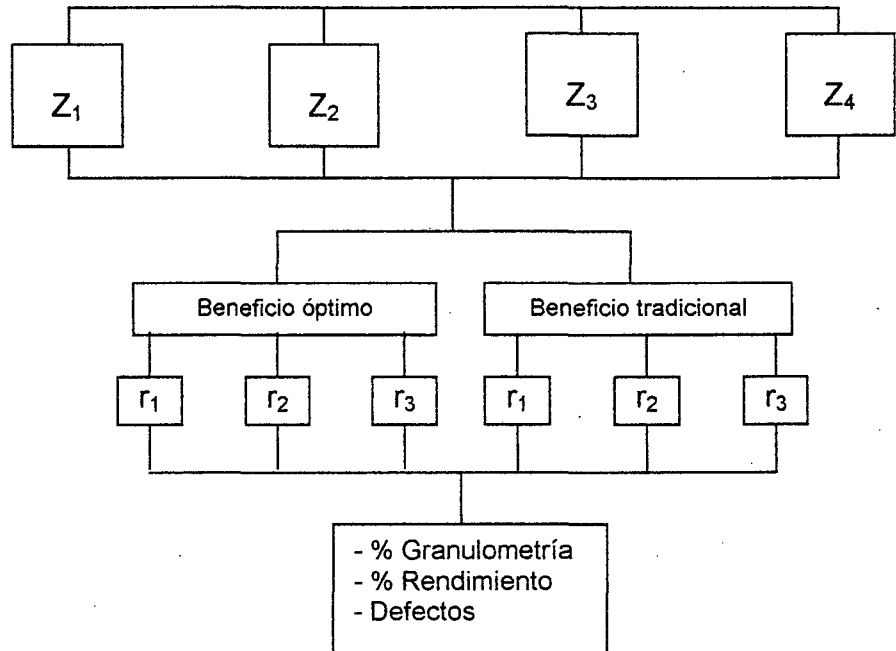 Z₁ Z₂ Z₃ Z₄
Beneficio óptimo Beneficio tradicional
r₁ r₂ r₃ r₁ r₂ r₃
- % Granulometría
- % Rendimiento
- Defectos